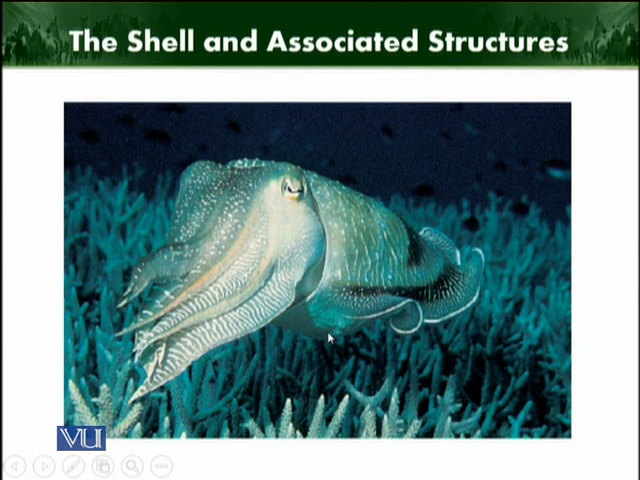 The Shell and Associated Structures
VU